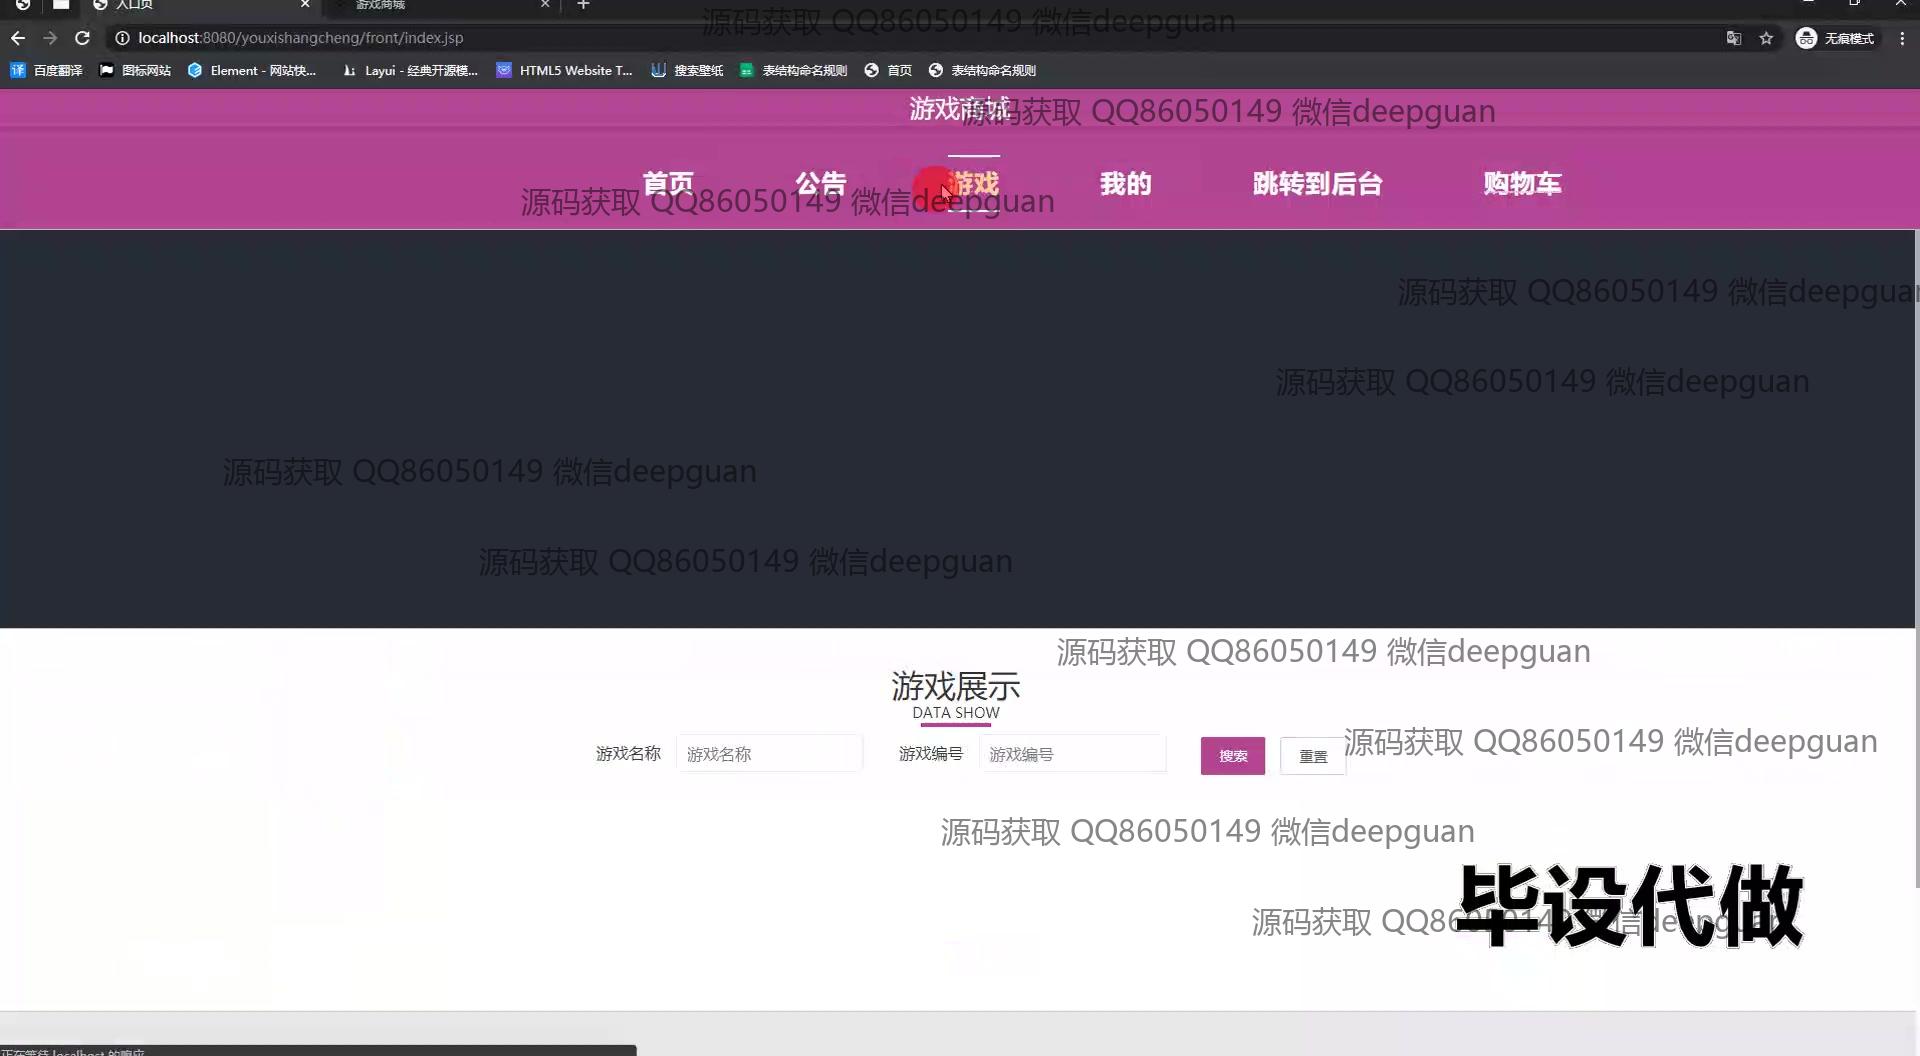 入口页
游戏商城
源码获取 QQ86050149 微信deepguan
localhost:8080/youxishangcheng/front/index.jsp
无痕模式
百度翻译
图标网站
Element - 网站快...
Layui - 经典开源模...
HTML5 Website T...
搜索壁纸
表结构命名规则
首页
表结构命名规则
游戏商城
源码获取 QQ86050149 微信deepguan
首页
公告
游戏
我的
跳转到后台
购物车
源码获取 QQ86050149 微信deepguan
源码获取 QQ86050149 微信deepguan
源码获取 QQ86050149 微信deepguan
源码获取 QQ86050149 微信deepguan
源码获取 QQ86050149 微信deepguan
源码获取 QQ86050149 微信deepguan
游戏展示
DATA SHOW
游戏名称
游戏名称
游戏编号
游戏编号
搜索
重置
源码获取 QQ86050149 微信deepguan
源码获取 QQ86050149 微信deepguan
毕设代做
源码获取 QQ86050149 微信deepguan
正在等待 localhost 的响应